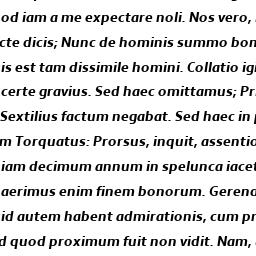 od iam a me expectare noli. Nos vero,
cte dicis; Nunc de hominis summo bon
is est tam dissimile homini. Collatio ig
certe gravius. Sed haec omittamus; Pr
Sextilius factum negabat. Sed haec in
m Torquatus: Prorsus, inquit, assentio
iam decimum annum in spelunca iacet
aerimus enim finem bonorum. Gerend
id autem habent admirationis, cum pr
d quod proximum fuit non vidit. Nam,